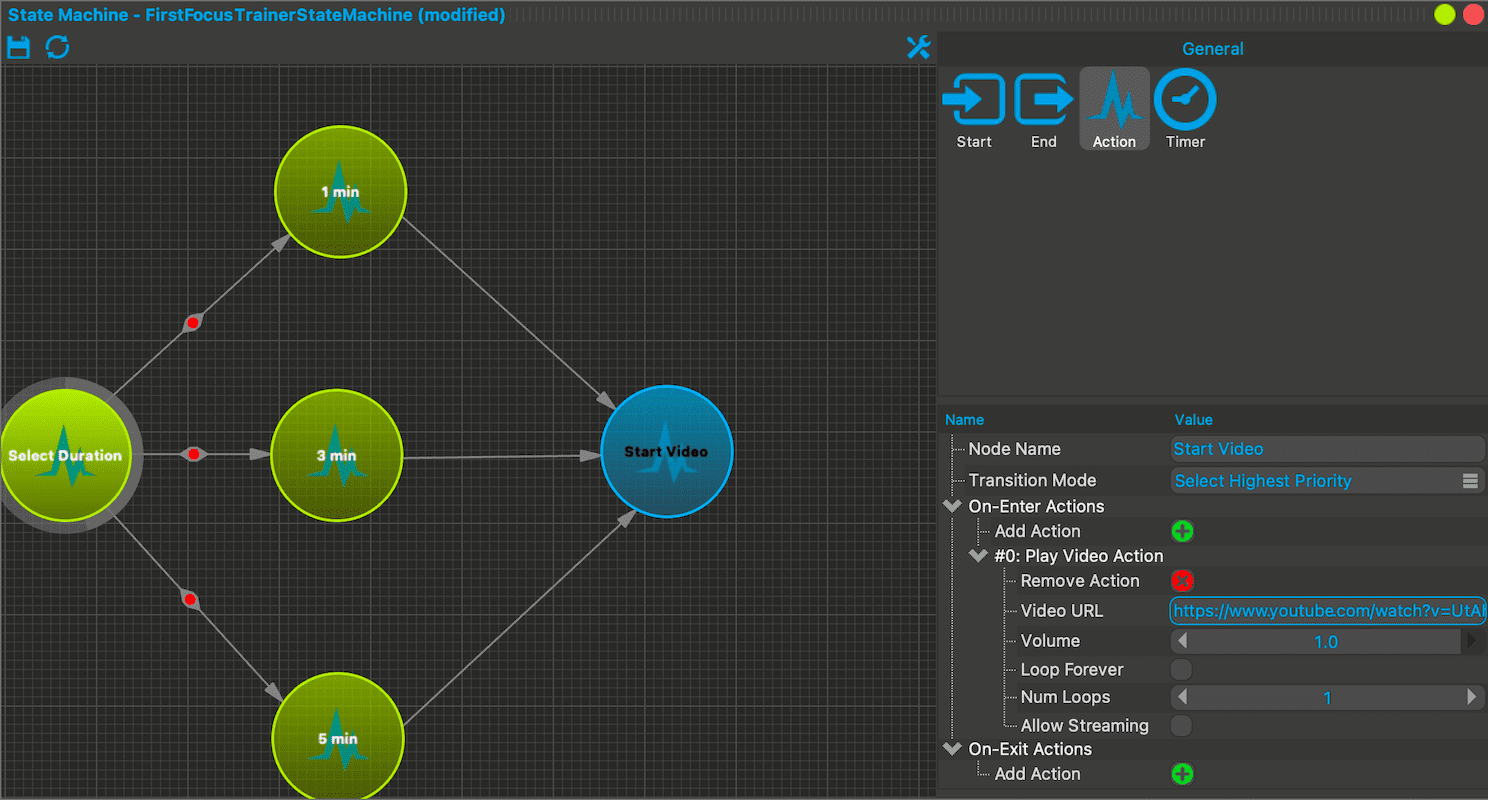 State Machine - FirstFocusTrainerStateMachine (modified)
General
Start
End
Action
Timer
1 min
Select Duration
3 min
Start Video
5 min
Name Value
Node Name Start Video
Transition Mode Select Highest Priority
On-Enter Actions
Add Action
#0: Play Video Action
Remove Action
Video URL https://www.youtube.com/watch?v=UtA
Volume 1.0
Loop Forever
Num Loops 1
Allow Streaming
On-Exit Actions
Add Action